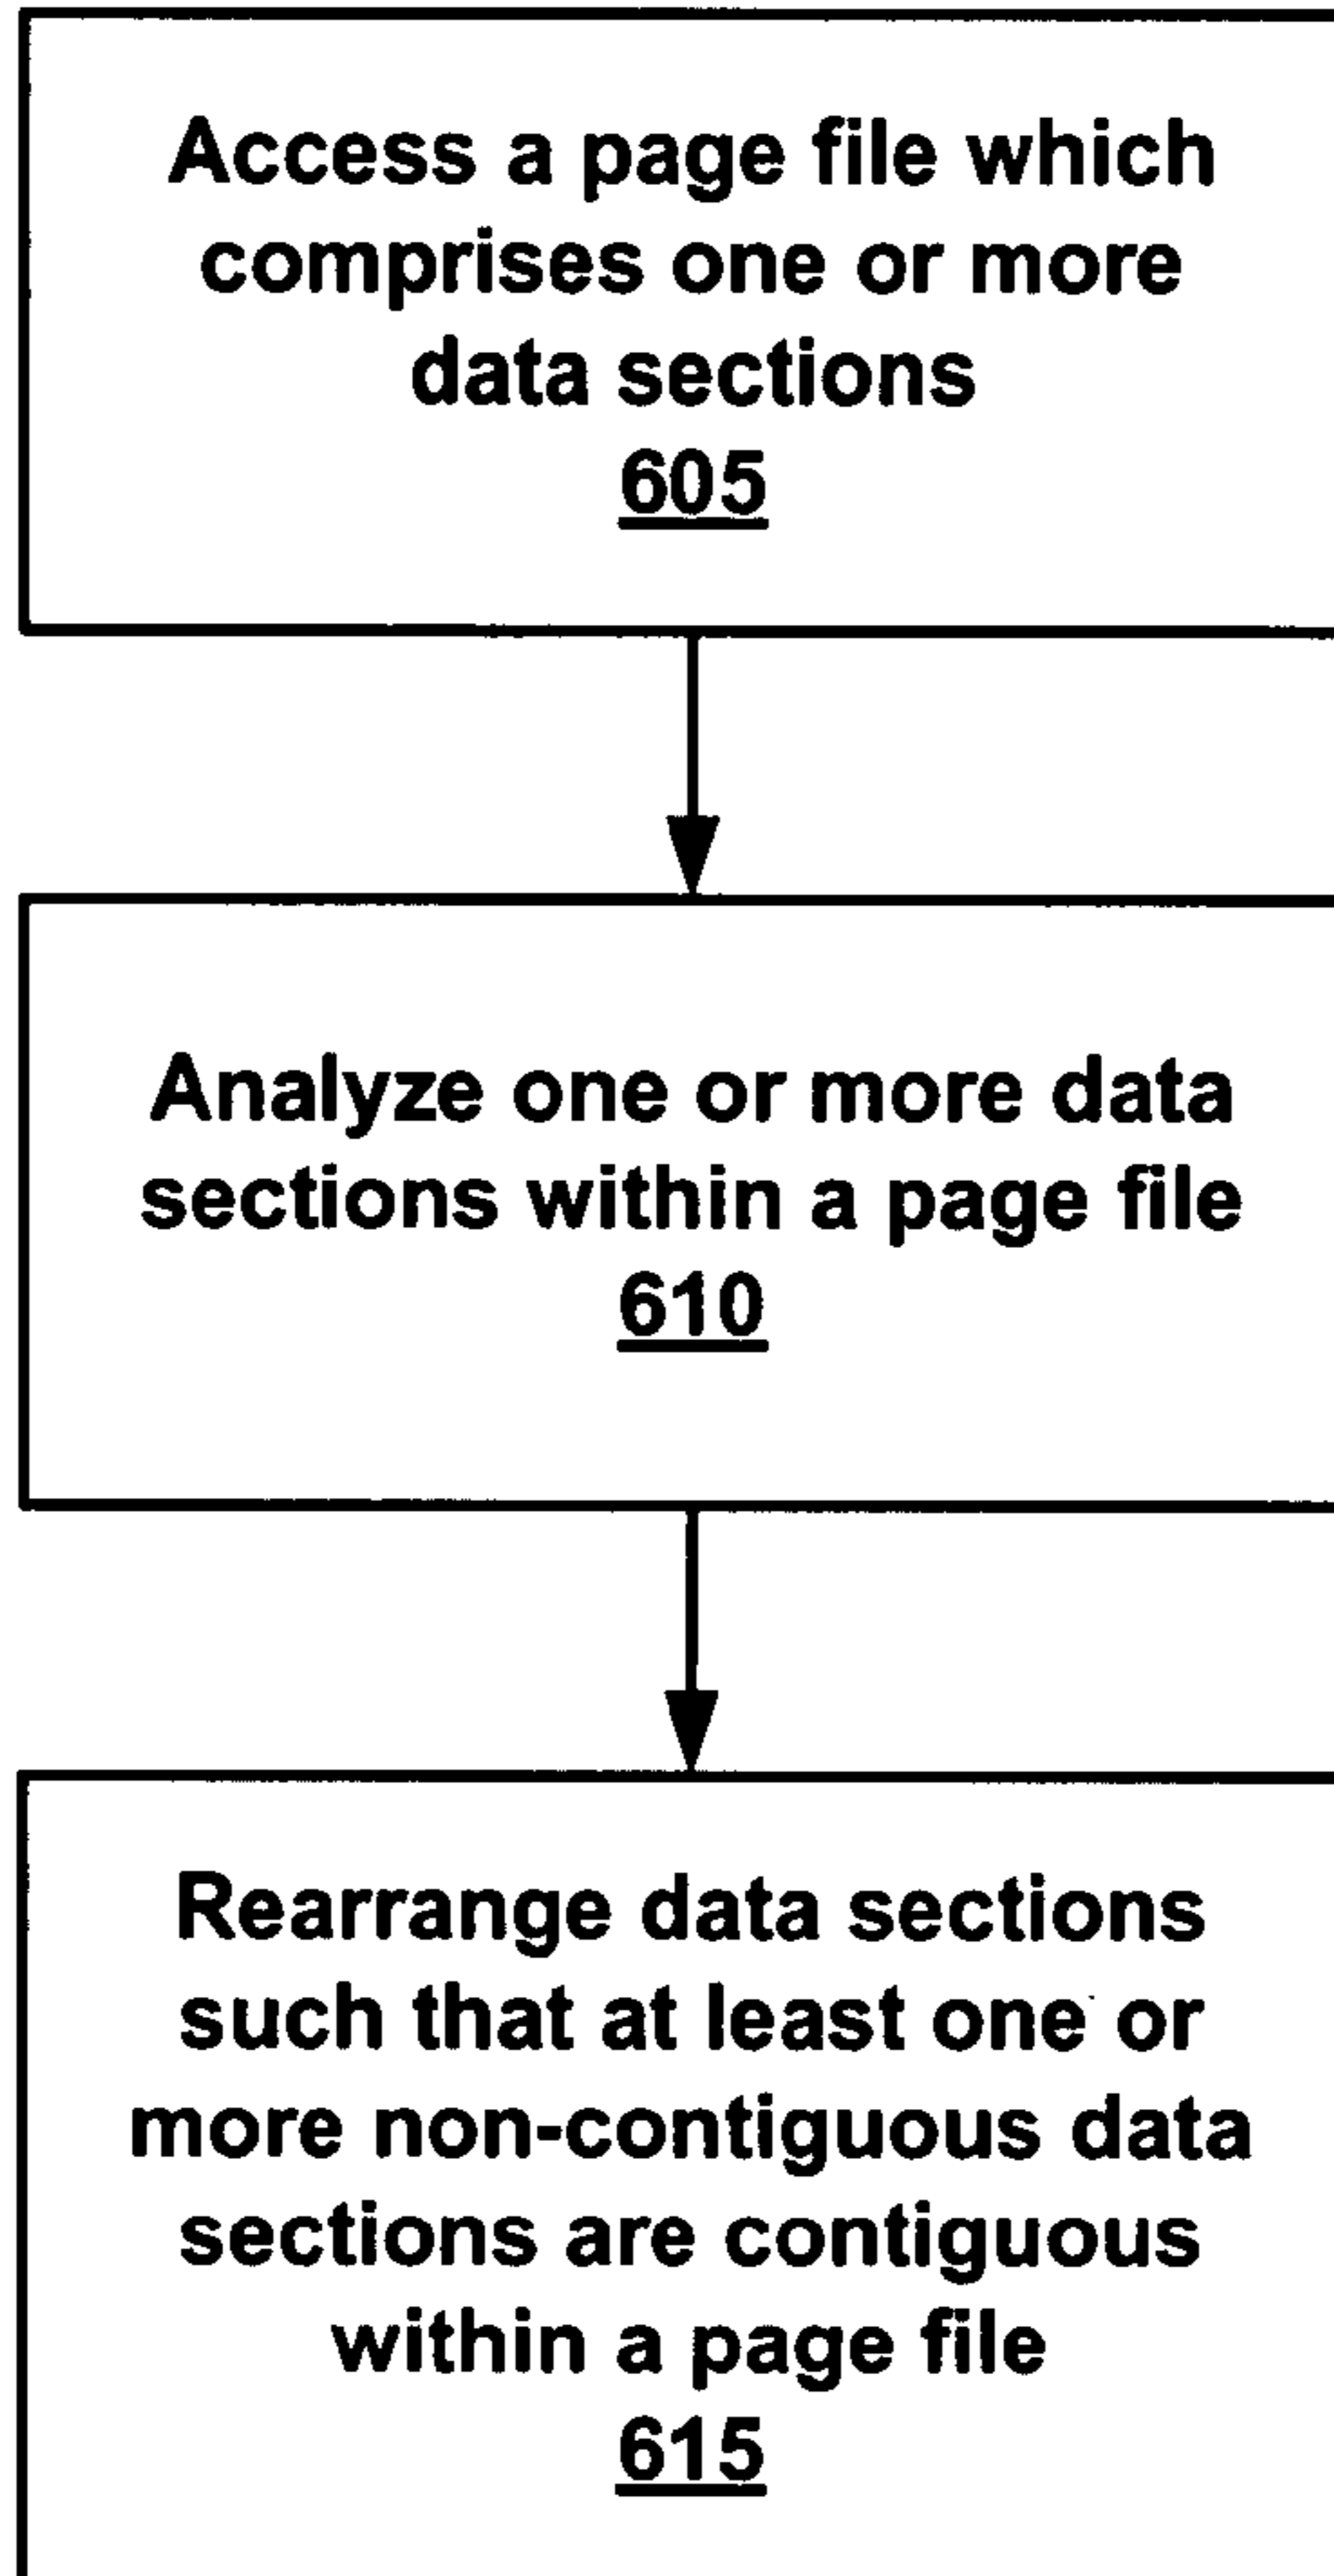 Access a page file which
comprises one or more
data sections
605
Analyze one or more data
sections within a page file
610
Rearrange data sections
such that at least one or
more non-contiguous data
sections are contiguous
within a page file
615